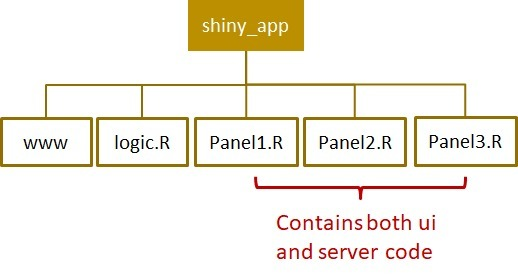 shiny_app
www
logic.R
Panel1.R
Panel2.R
Panel3.R
Contains both ui
and server code